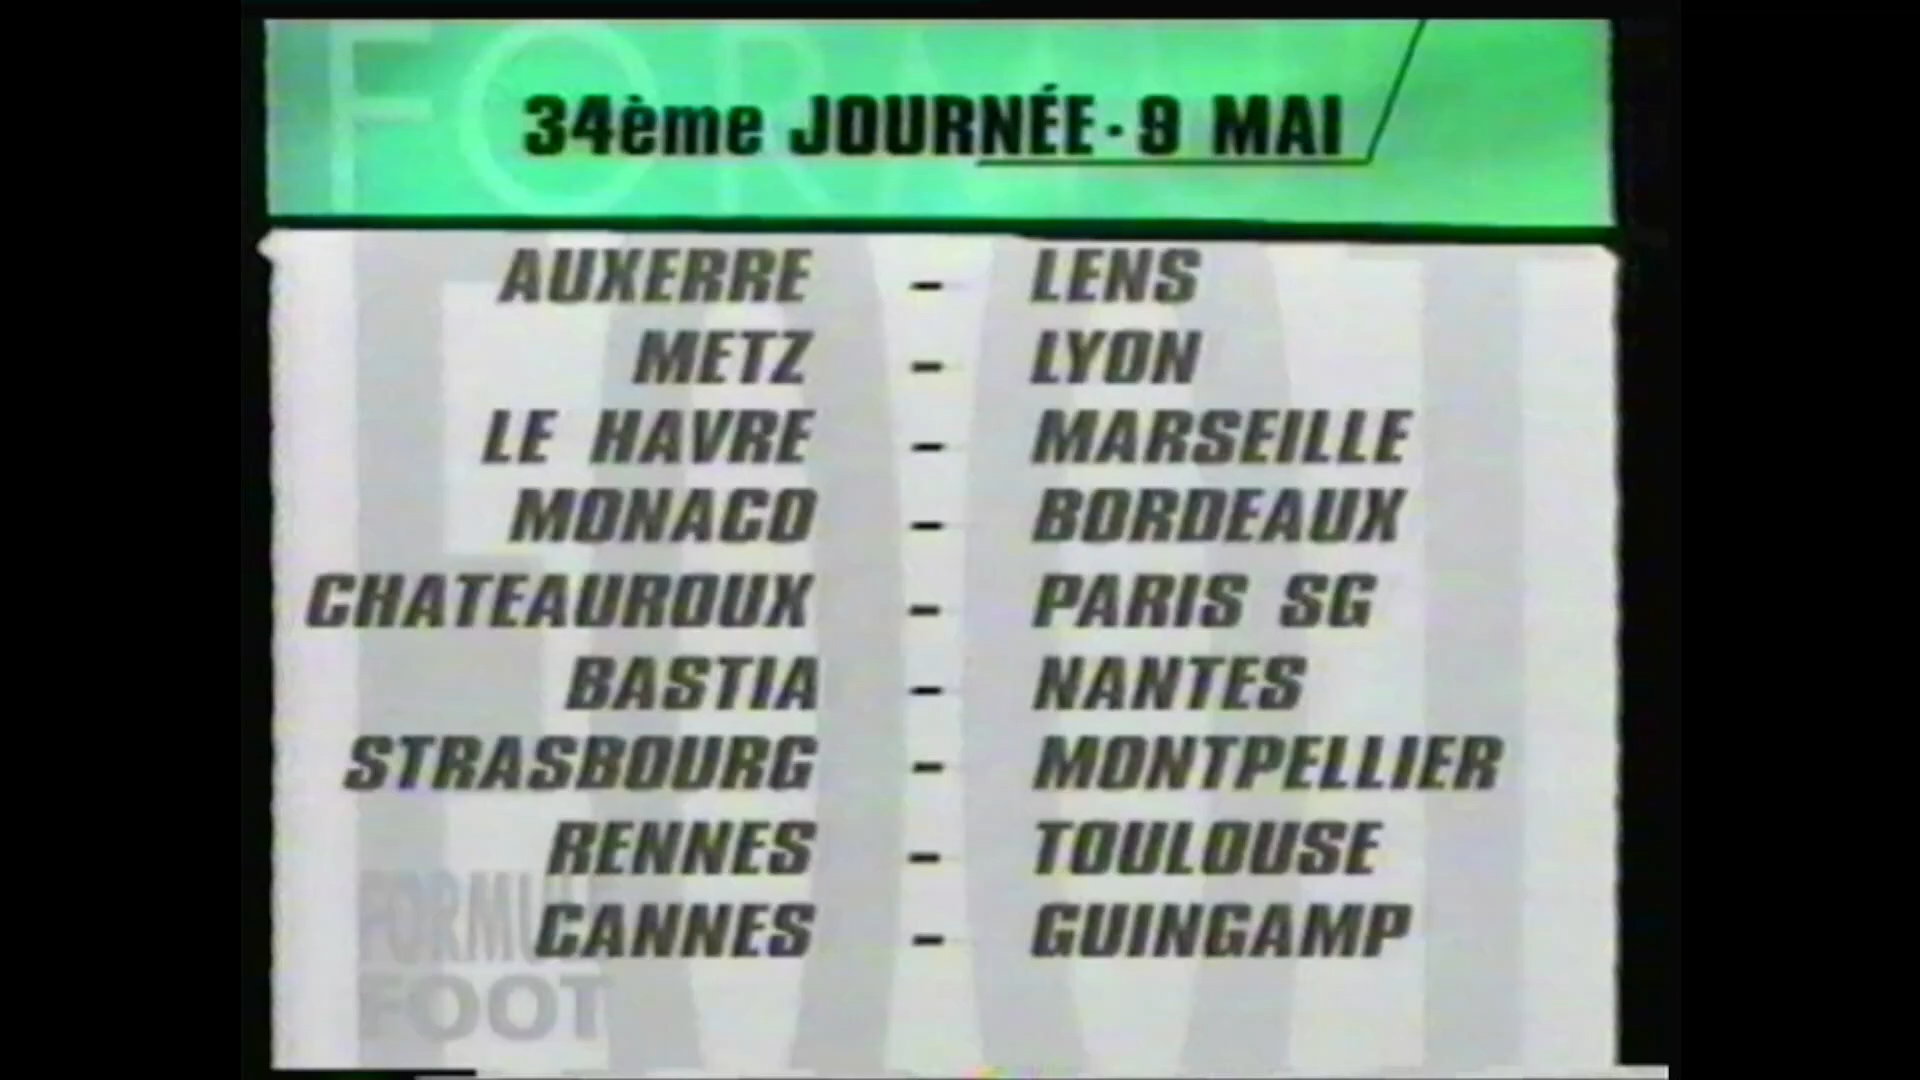 34ème JOURNÉE - 9 MAI
AUXERRE - LENS
METZ - LYON
LE HAVRE - MARSEILLE
MONACO - BORDEAUX
CHATEAUROUX - PARIS SG
BASTIA - NANTES
STRASBOURG - MONTPELLIER
RENNES - TOULOUSE
CANNES - GUINGAMP
FORMULE
FOOT